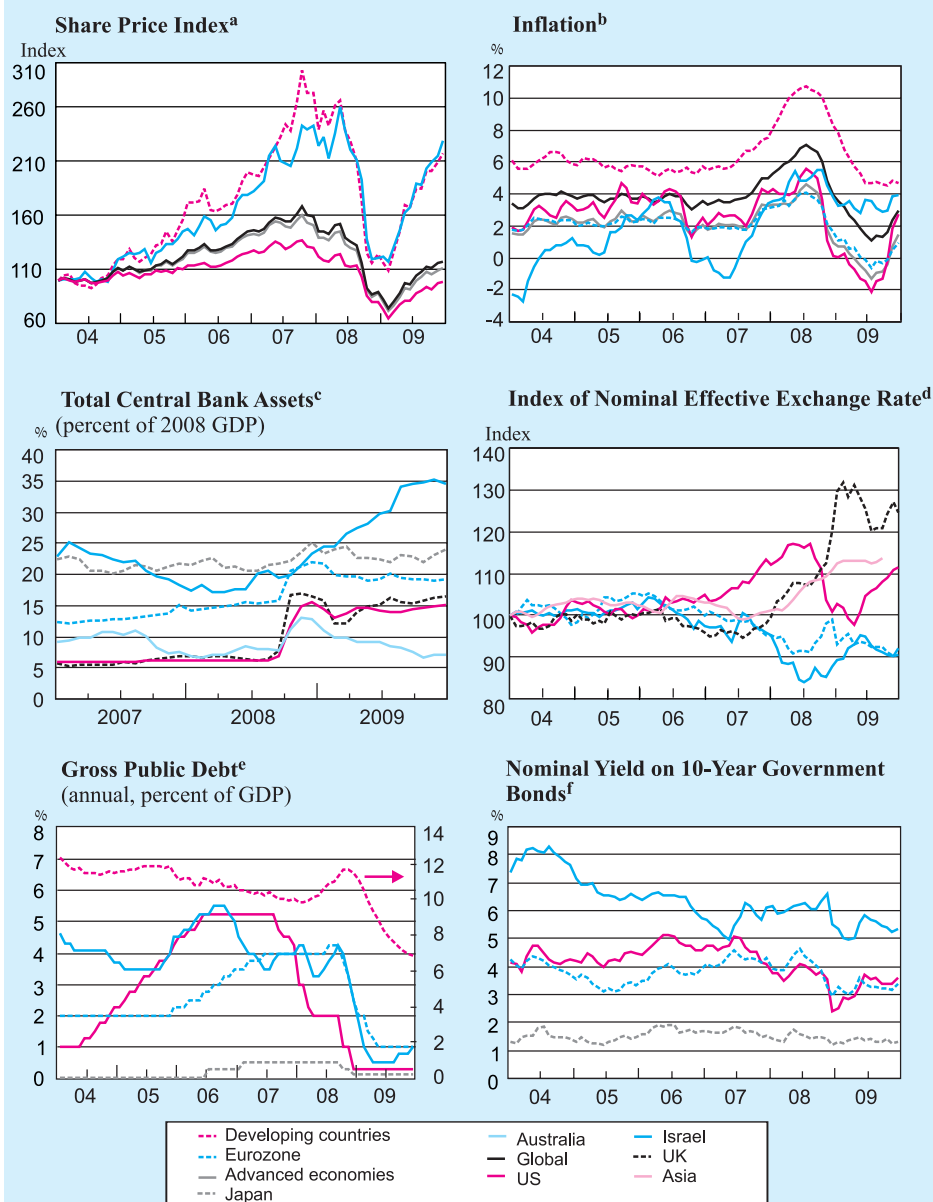 Share Price Indexa
Index
310
260
210
160
110
60
04 05 06 07 08 09
Inflationb
%
12
10
8
6
4
2
0
-2
-4
04 05 06 07 08 09
Total Central Bank Assetsc
(percent of 2008 GDP)
%
40
35
30
25
20
15
10
5
0
2007 2008 2009
Index of Nominal Effective Exchange Rated
Index
140
130
120
110
100
90
80
04 05 06 07 08 09
Gross Public Debte
(annual, percent of GDP)
%
8
7
6
5
4
3
2
1
0
14
12
10
8
6
4
2
0
04 05 06 07 08 09
Nominal Yield on 10-Year Government
Bondsf
%
9
8
7
6
5
4
3
2
1
0
04 05 06 07 08 09
Developing countries
Eurozone
Advanced economies
Japan
Australia
Global
US
Israel
UK
Asia